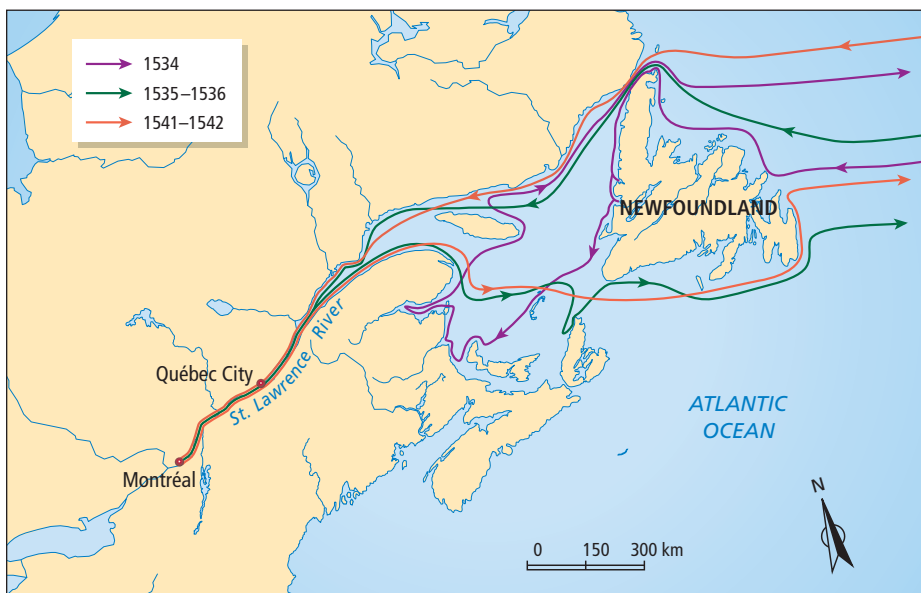 1534
1535–1536
1541–1542
NEWFOUNDLAND
St. Lawrence River
Québec City
Montréal
ATLANTIC
OCEAN
N
0 150 300 km